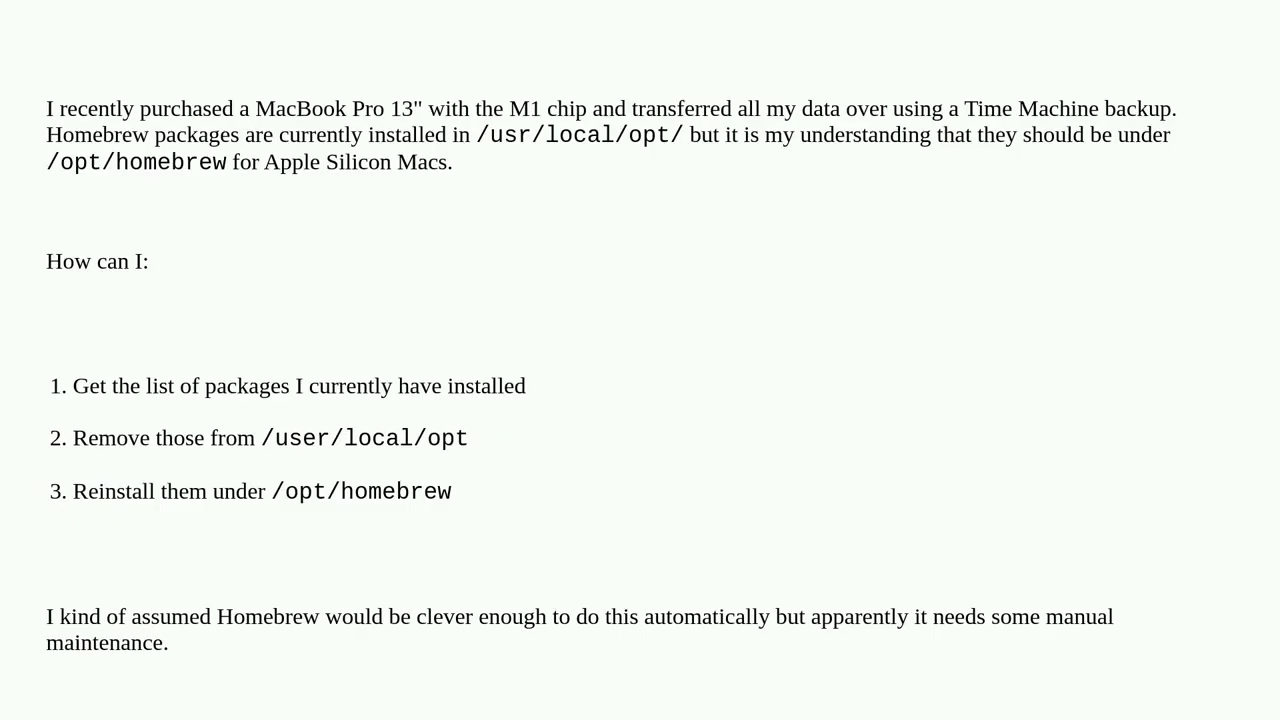 I recently purchased a MacBook Pro 13" with the M1 chip and transferred all my data over using a Time Machine backup.
Homebrew packages are currently installed in /usr/local/opt/ but it is my understanding that they should be under
/opt/homebrew for Apple Silicon Macs.
How can I:
1. Get the list of packages I currently have installed
2. Remove those from /user/local/opt
3. Reinstall them under /opt/homebrew
I kind of assumed Homebrew would be clever enough to do this automatically but apparently it needs some manual
maintenance.